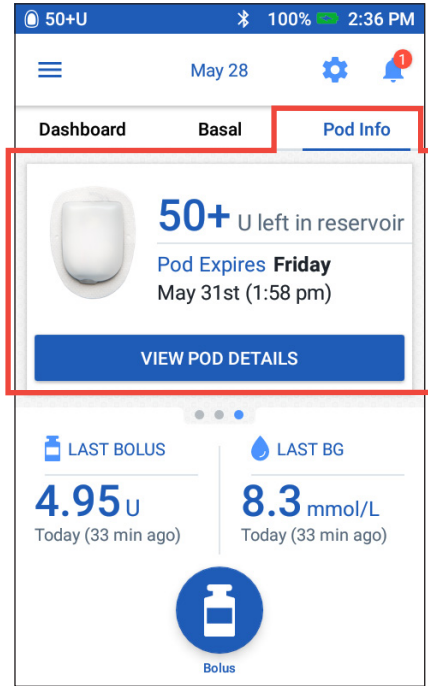 50+U 100% 2:36 PM
May 28 1
Dashboard Basal Pod Info
50+ U left in reservoir
Pod Expires Friday
May 31st (1:58 pm)
VIEW POD DETAILS
LAST BOLUS LAST BG
4.95 U 8.3 mmol/L
Today (33 min ago) Today (33 min ago)
Bolus